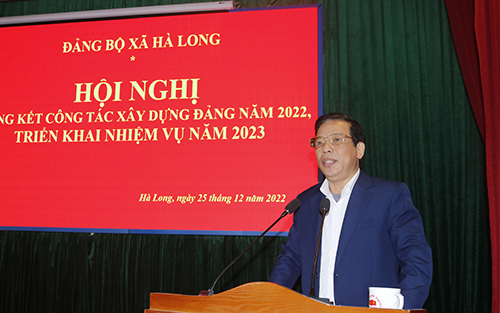 ĐẢNG BỘ XÃ HÀ LONG
*
HỘI NGHỊ
NG KẾT CÔNG TÁC XÂY DỰNG ĐẢNG NĂM 2022,
TRIỂN KHAI NHIỆM VỤ NĂM 2023
Hà Long, ngày 25 tháng 12 năm 2022